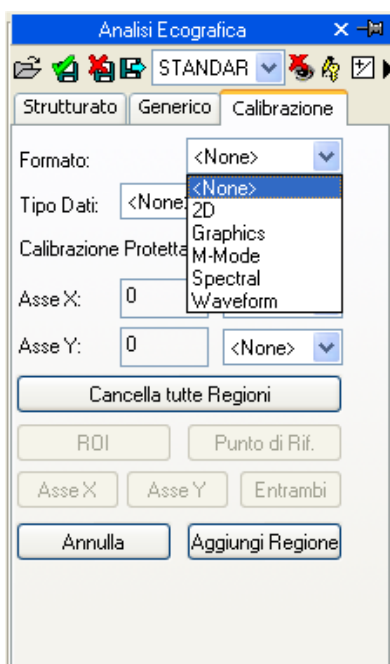 Analisi Ecografica
STANDAR
Strutturato Generico Calibrazione
Formato: <None>
<None>
2D
Graphics
M-Mode
Spectral
Waveform
Tipo Dati: <None
Calibrazione Protetta
Asse X: 0
Asse Y: 0 <None>
Cancella tutte Regioni
ROI Punto di Rif.
Asse X Asse Y Entrambi
Annulla Aggiungi Regione